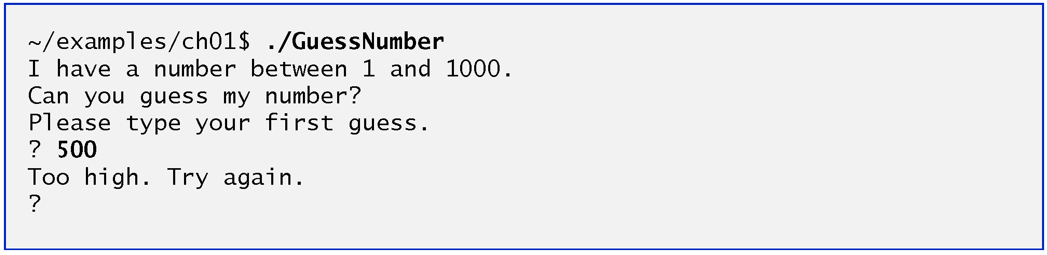 ~/examples/ch01$ ./GuessNumber
I have a number between 1 and 1000.
Can you guess my number?
Please type your first guess.
? 500
Too high. Try again.
?